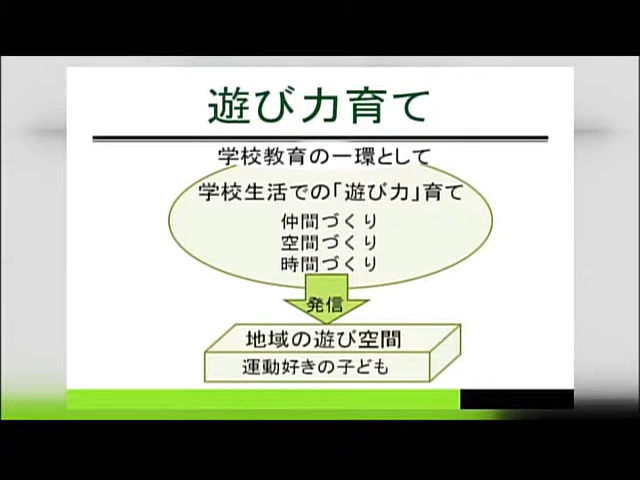 遊び力育て
学校教育の一環として
学校生活での「遊び力」育て
仲間づくり
空間づくり
時間づくり
発信
地域の遊び空間
運動好きの子ども